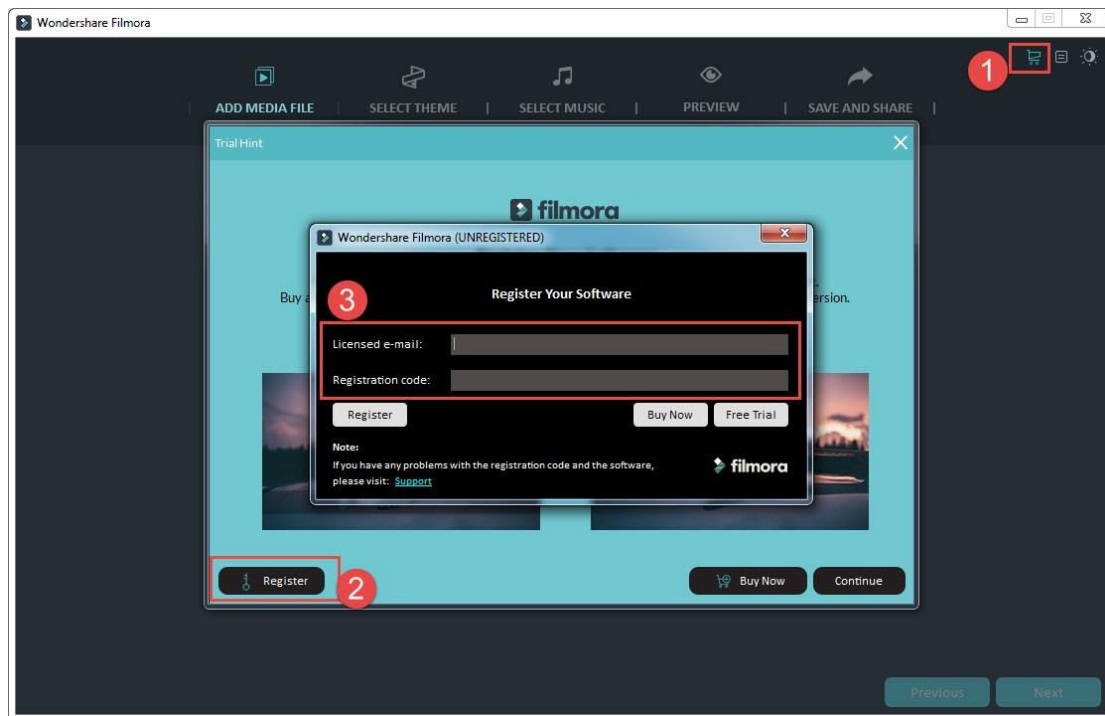 Wondershare Filmora
1
ADD MEDIA FILE | SELECT THEME | SELECT MUSIC | PREVIEW | SAVE AND SHARE |
Trial Hint
filmora
Wondershare Filmora (UNREGISTERED)
Register Your Software
3
Buy
ersion.
Licensed e-mail:
Registration code:
Register Buy Now Free Trial
Note:
If you have any problems with the registration code and the software,
please visit: Support
filmora
Register
2
Buy Now
Continue
Previous
Next